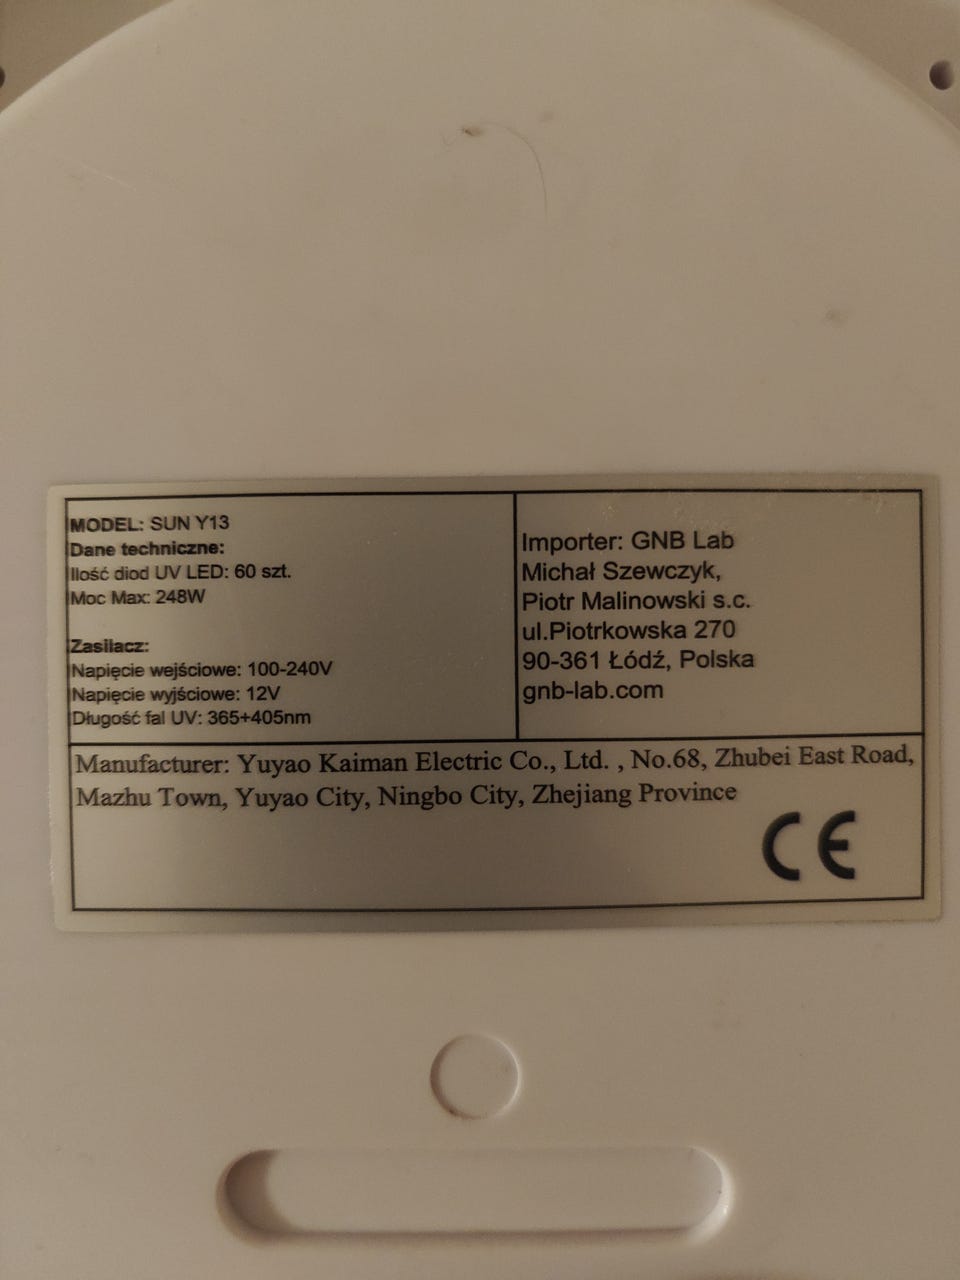 MODEL: SUN Y13
Dane techniczne:
Ilość diod UV LED: 60 szt.
Moc Max: 248W
Zasilacz:
Napięcie wejściowe: 100-240V
Napięcie wyjściowe: 12V
Długość fal UV: 365+405nm
Importer: GNB Lab
Michał Szewczyk,
Piotr Malinowski s.c.
ul.Piotrkowska 270
90-361 Łódź, Polska
gnb-lab.com
Manufacturer: Yuyao Kaiman Electric Co., Ltd. , No.68, Zhubei East Road,
Mazhu Town, Yuyao City, Ningbo City, Zhejiang Province
CE